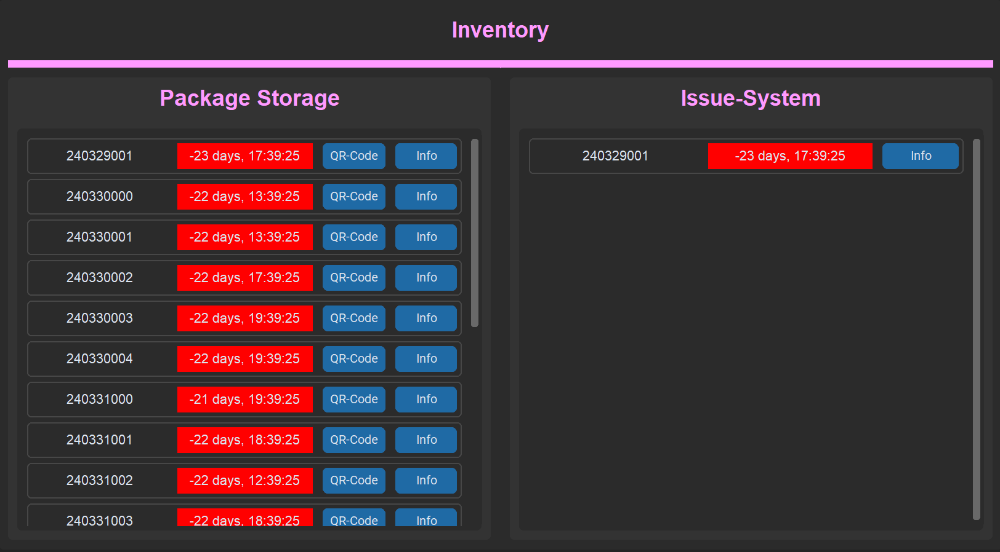 Inventory
Package Storage
240329001 -23 days, 17:39:25 QR-Code Info
240330000 -22 days, 13:39:25 QR-Code Info
240330001 -22 days, 13:39:25 QR-Code Info
240330002 -22 days, 17:39:25 QR-Code Info
240330003 -22 days, 19:39:25 QR-Code Info
240330004 -22 days, 19:39:25 QR-Code Info
240331000 -21 days, 19:39:25 QR-Code Info
240331001 -22 days, 18:39:25 QR-Code Info
240331002 -22 days, 12:39:25 QR-Code Info
240331003 -22 days, 18:39:25 QR-Code Info
Issue-System
240329001 -23 days, 17:39:25 Info